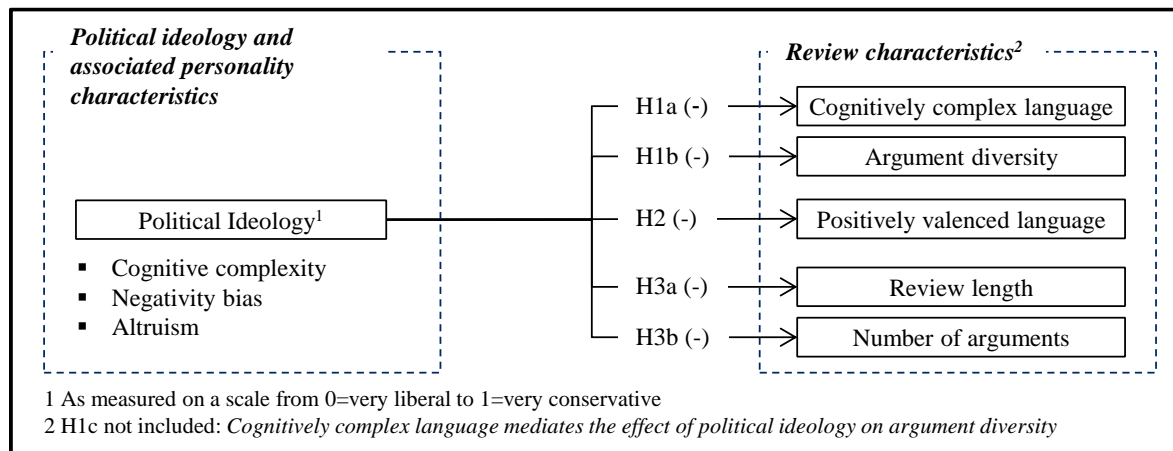 Political ideology and
associated personality
characteristics
Review characteristics²
H1a (-)
Cognitively complex language
H1b (-)
Argument diversity
Political Ideology¹
H2 (-)
Positively valenced language
▪ Cognitive complexity
▪ Negativity bias
▪ Altruism
H3a (-)
Review length
H3b (-)
Number of arguments
1 As measured on a scale from 0=very liberal to 1=very conservative
2 H1c not included: Cognitively complex language mediates the effect of political ideology on argument diversity